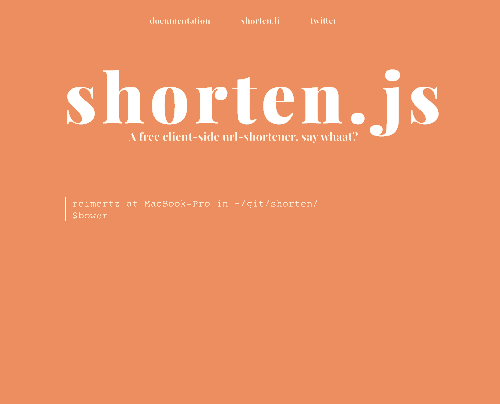 documentation shorten.li twitter
shorten.js
A free client-side url-shortener, say whaat?
reimertz at MacBook-Pro in ~/git/shorten/
$bower